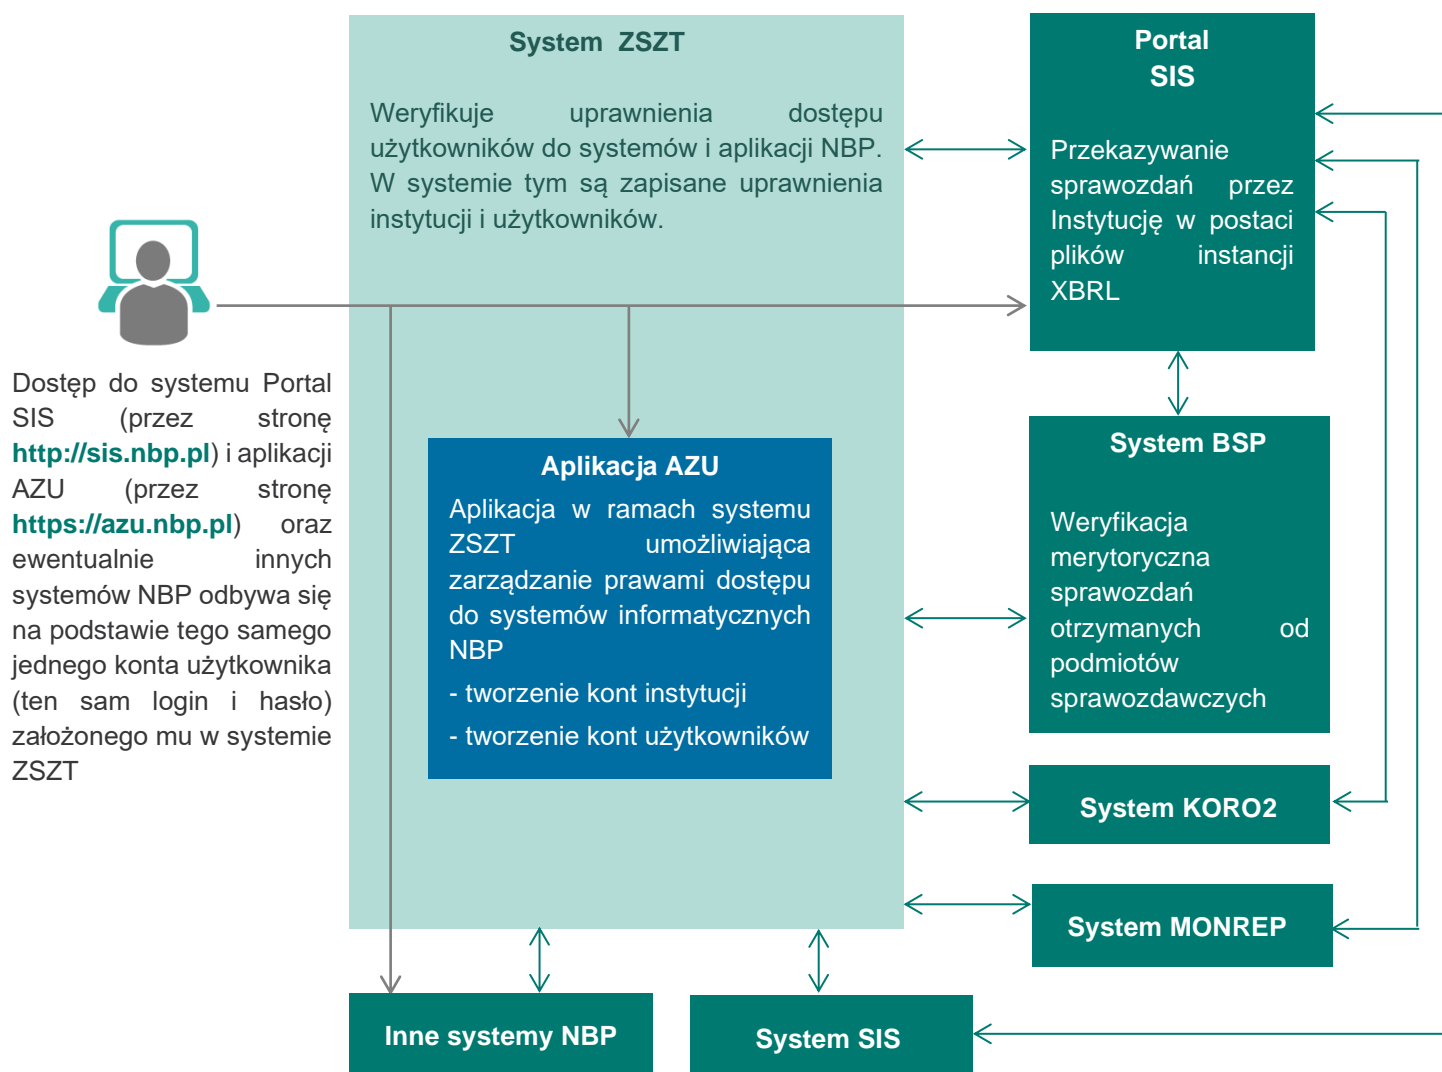 System ZSZT
Weryfikuje uprawnienia dostępu
użytkowników do systemów i aplikacji NBP.
W systemie tym są zapisane uprawnienia
instytucji i użytkowników.
Portal
SIS
Przekazywanie
sprawozdań przez
Instytucję w postaci
plików instancji
XBRL
Dostęp do systemu Portal
SIS (przez stronę
http://sis.nbp.pl) i aplikacji
AZU (przez stronę
https://azu.nbp.pl) oraz
ewentualnie innych
systemów NBP odbywa się
na podstawie tego samego
jednego konta użytkownika
(ten sam login i hasło)
założonego mu w systemie
ZSZT
Aplikacja AZU
Aplikacja w ramach systemu
ZSZT umożliwiająca
zarządzanie prawami dostępu
do systemów informatycznych
NBP
- tworzenie kont instytucji
- tworzenie kont użytkowników
System BSP
Weryfikacja
merytoryczna
sprawozdań
otrzymanych od
podmiotów
sprawozdawczych
System KORO2
System MONREP
Inne systemy NBP
System SIS